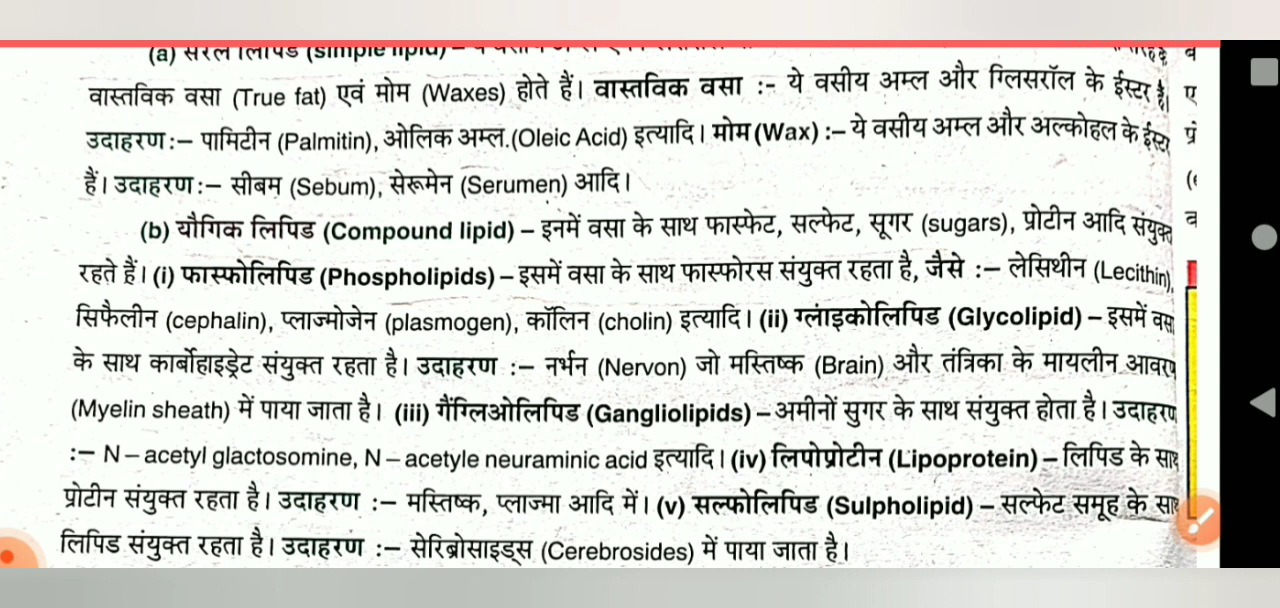 (a) सरल लिपिड (simple lipid) –
वास्तविक वसा (True fat) एवं मोम (Waxes) होते हैं। वास्तविक वसा :- ये वसीय अम्ल और ग्लिसरॉल के ईस्टर है,
उदाहरण :– पामिटीन (Palmitin), ओलिक अम्ल.(Oleic Acid) इत्यादि। मोम (Wax) :– ये वसीय अम्ल और अल्कोहल के ईस्ट
हैं। उदाहरण :– सीबम (Sebum), सेरूमेन (Serumen) आदि।
(b) यौगिक लिपिड (Compound lipid) – इनमें वसा के साथ फास्फेट, सल्फेट, सूगर (sugars), प्रोटीन आदि संयुक्त
रहते हैं। (i) फास्फोलिपिड (Phospholipids) – इसमें वसा के साथ फास्फोरस संयुक्त रहता है, जैसे :– लेसिथीन (Lecithin),
सिफैलीन (cephalin), प्लाज्मोजेन (plasmogen), कॉलिन (cholin) इत्यादि। (ii) ग्लांइकोलिपिड (Glycolipid) – इसमें वसा
के साथ कार्बोहाइड्रेट संयुक्त रहता है। उदाहरण :– नर्भन (Nervon) जो मस्तिष्क (Brain) और तंत्रिका के मायलीन आवरण
(Myelin sheath) में पाया जाता है। (iii) गैंग्लिओलिपिड (Gangliolipids) – अमीनों सुगर के साथ संयुक्त होता है। उदाहरण
:– N – acetyl glactosomine, N – acetyle neuraminic acid इत्यादि। (iv) लिपोप्रोटीन (Lipoprotein) – लिपिड के साथ
प्रोटीन संयुक्त रहता है। उदाहरण :– मस्तिष्क, प्लाज्मा आदि में। (v) सल्फोलिपिड (Sulpholipid) – सल्फेट समूह के साथ
लिपिड संयुक्त रहता है। उदाहरण :– सेरिब्रोसाइड्स (Cerebrosides) में पाया जाता है।